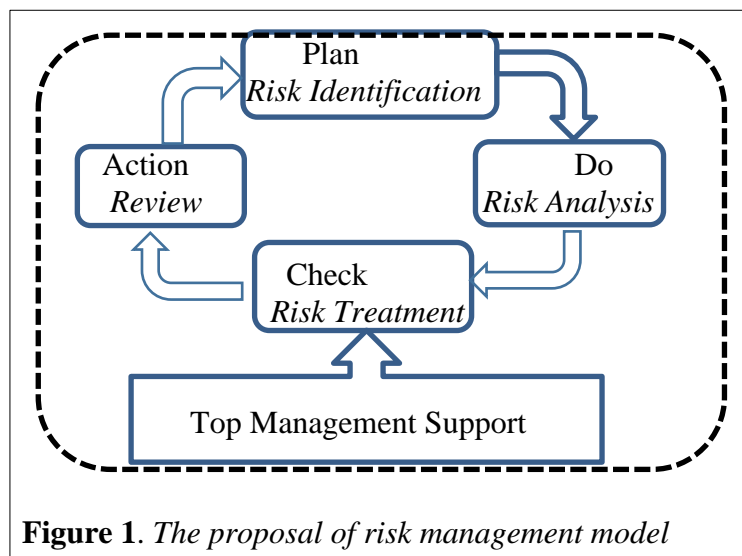 Plan
Risk Identification
Action
Review
Do
Risk Analysis
Check
Risk Treatment
Top Management Support
Figure 1. The proposal of risk management model